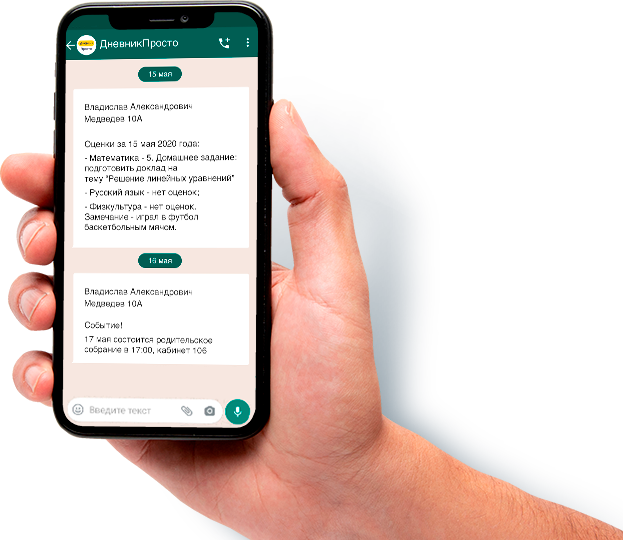 ДневникПросто
15 мая
Владислав Александрович
Медведев 10А
Оценки за 15 мая 2020 года:
- Математика - 5. Домашнее задание:
подготовить доклад на
тему "Решение линейных уравнений"
- Русский язык - нет оценок;
- Физкультура - нет оценок.
Замечание - играл в футбол
баскетбольным мячом.
16 мая
Владислав Александрович
Медведев 10А
Событие!
17 мая состоится родительское
собрание в 17:00, кабинет 106
Введите текст